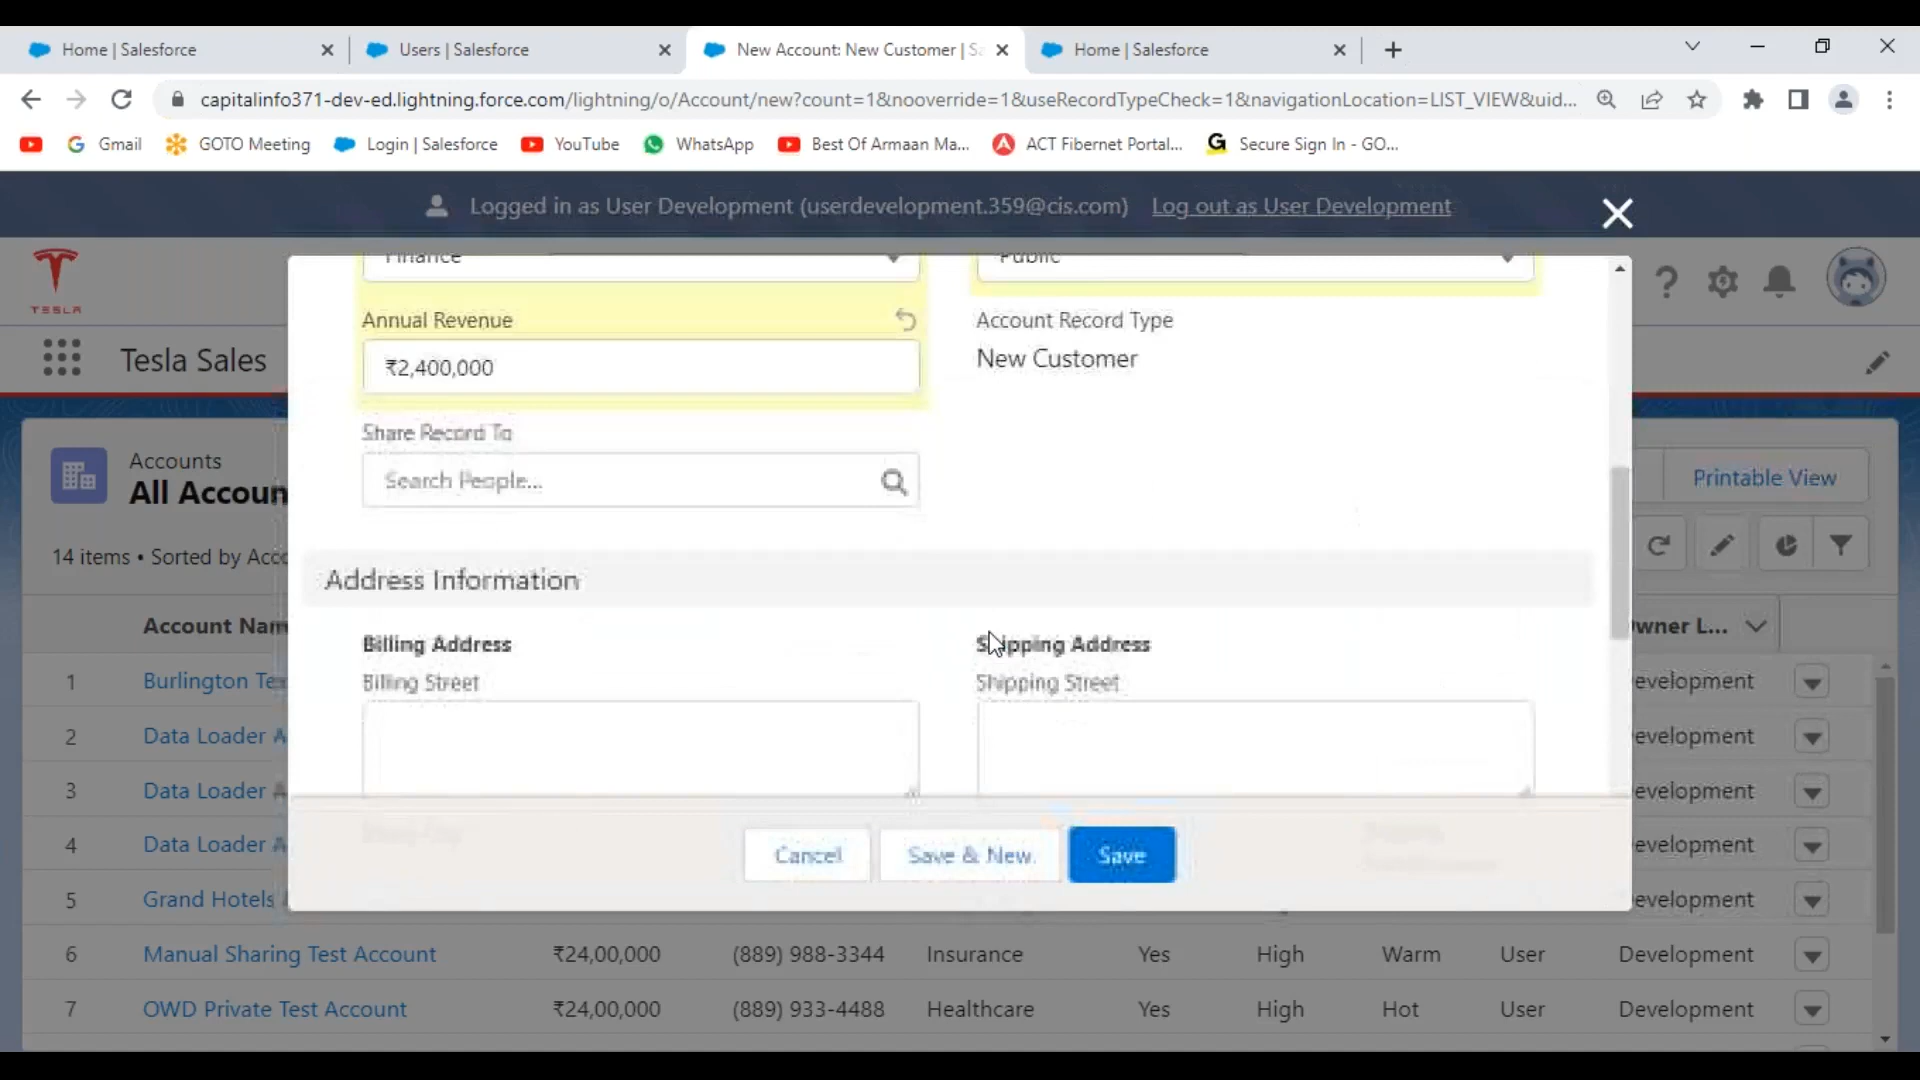 Home | Salesforce
Users | Salesforce
New Account: New Customer | Sa
Home | Salesforce
capitalinfo371-dev-ed.lightning.force.com/lightning/o/Account/new?count=1&nooverride=1&useRecordTypeCheck=1&navigationLocation=LIST_VIEW&uid...
Gmail
GOTO Meeting
Login | Salesforce
YouTube
WhatsApp
Best Of Armaan Ma...
ACT Fibernet Portal...
Secure Sign In - GO...
Logged in as User Development (userdevelopment.359@cis.com) Log out as User Development
TESLA
Tesla Sales
Finance
Public
Annual Revenue
₹2,400,000
Account Record Type
New Customer
Share Record To
Search People...
Accounts
All Accoun
Printable View
14 items • Sorted by Acc
Address Information
Billing Address
Billing Street
Shipping Address
Shipping Street
Cancel
Save & New
Save
Account Nam
wner L...
1 Burlington Te evelopment
2 Data Loader A evelopment
3 Data Loader A evelopment
4 Data Loader A evelopment
5 Grand Hotels evelopment
6 Manual Sharing Test Account ₹24,00,000 (889) 988-3344 Insurance Yes High Warm User Development
7 OWD Private Test Account ₹24,00,000 (889) 933-4488 Healthcare Yes High Hot User Development